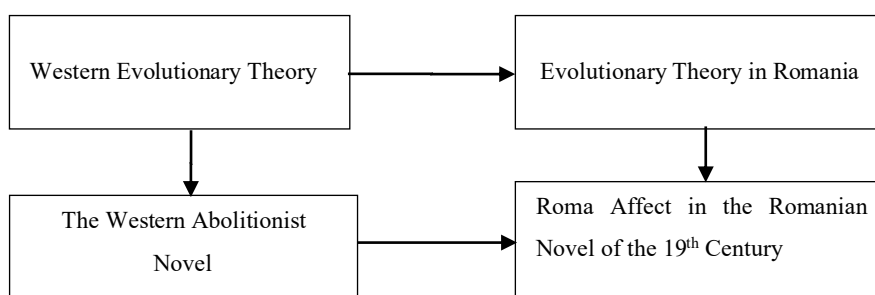 Western Evolutionary Theory
Evolutionary Theory in Romania
The Western Abolitionist
Novel
Roma Affect in the Romanian
Novel of the 19th Century